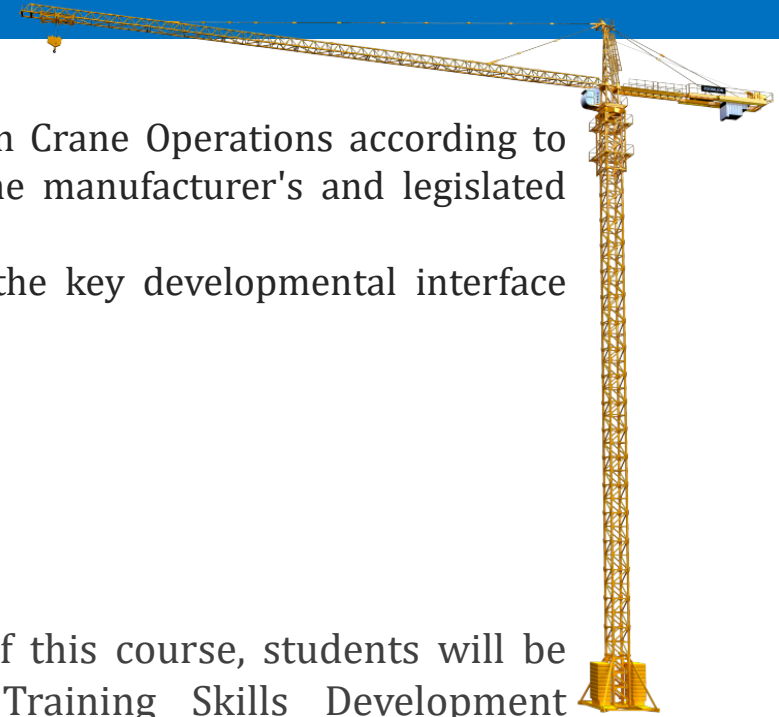 n Crane Operations according to
he manufacturer's and legislated
the key developmental interface
f this course, students will be
Training Skills Development